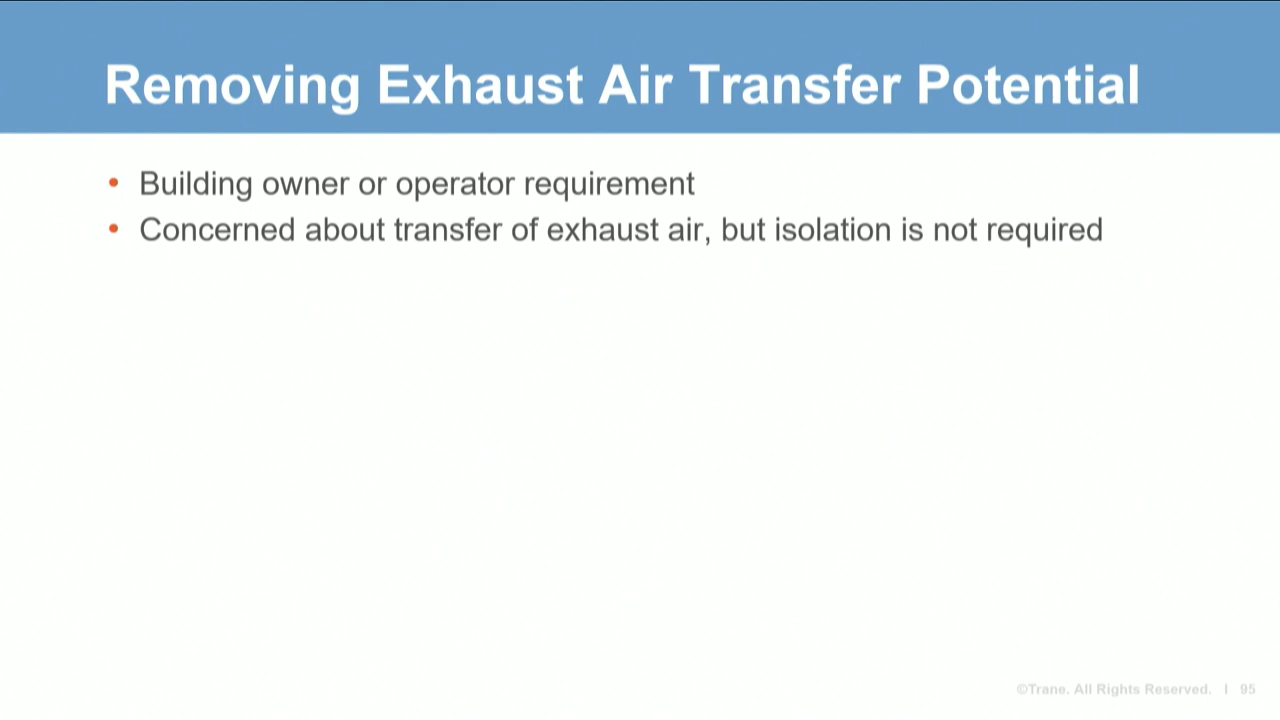 Removing Exhaust Air Transfer Potential
• Building owner or operator requirement
• Concerned about transfer of exhaust air, but isolation is not required
©Trane. All Rights Reserved. I 95